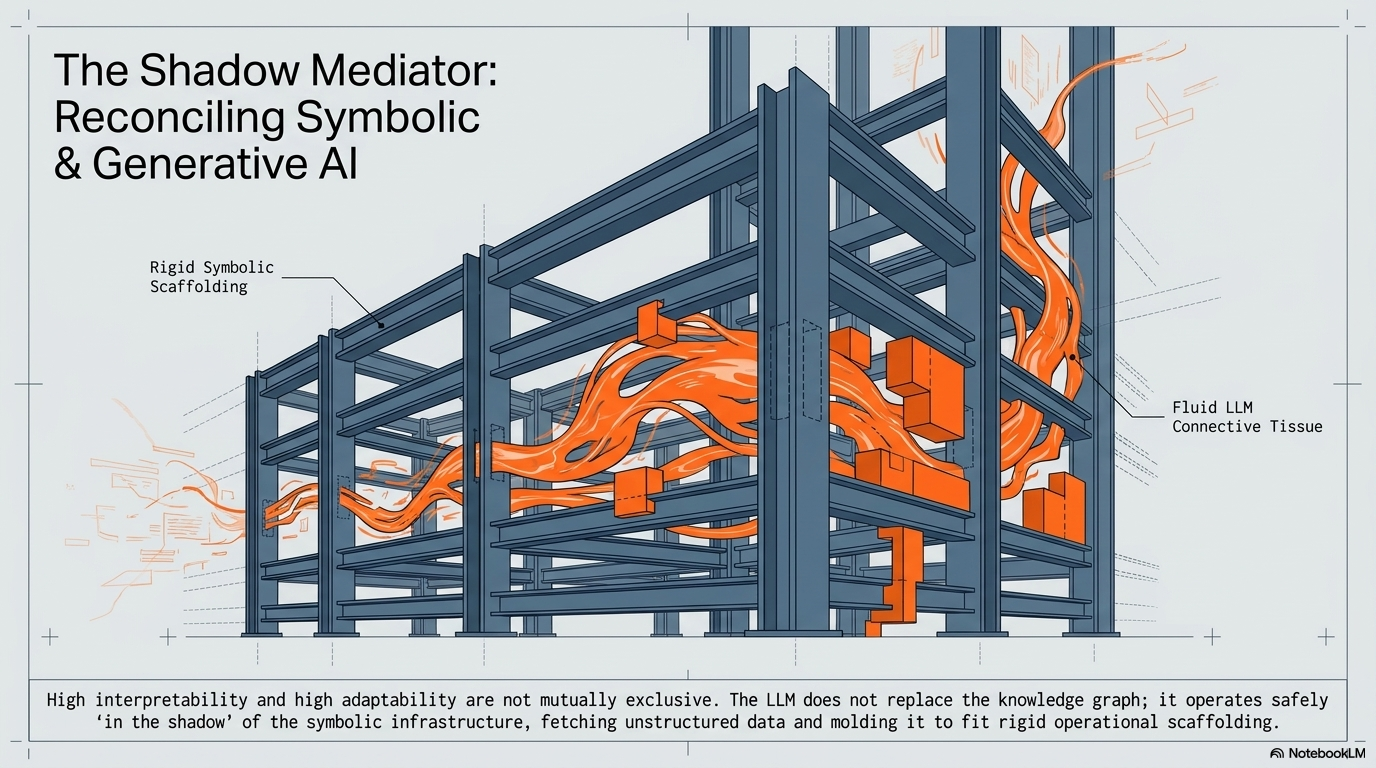 The Shadow Mediator:
Reconciling Symbolic
& Generative AI
Rigid Symbolic
Scaffolding
Fluid LLM
Connective Tissue
High interpretability and high adaptability are not mutually exclusive. The LLM does not replace the knowledge graph; it operates safely
‘in the shadow’ of the symbolic infrastructure, fetching unstructured data and molding it to fit rigid operational scaffolding.
NotebookLM